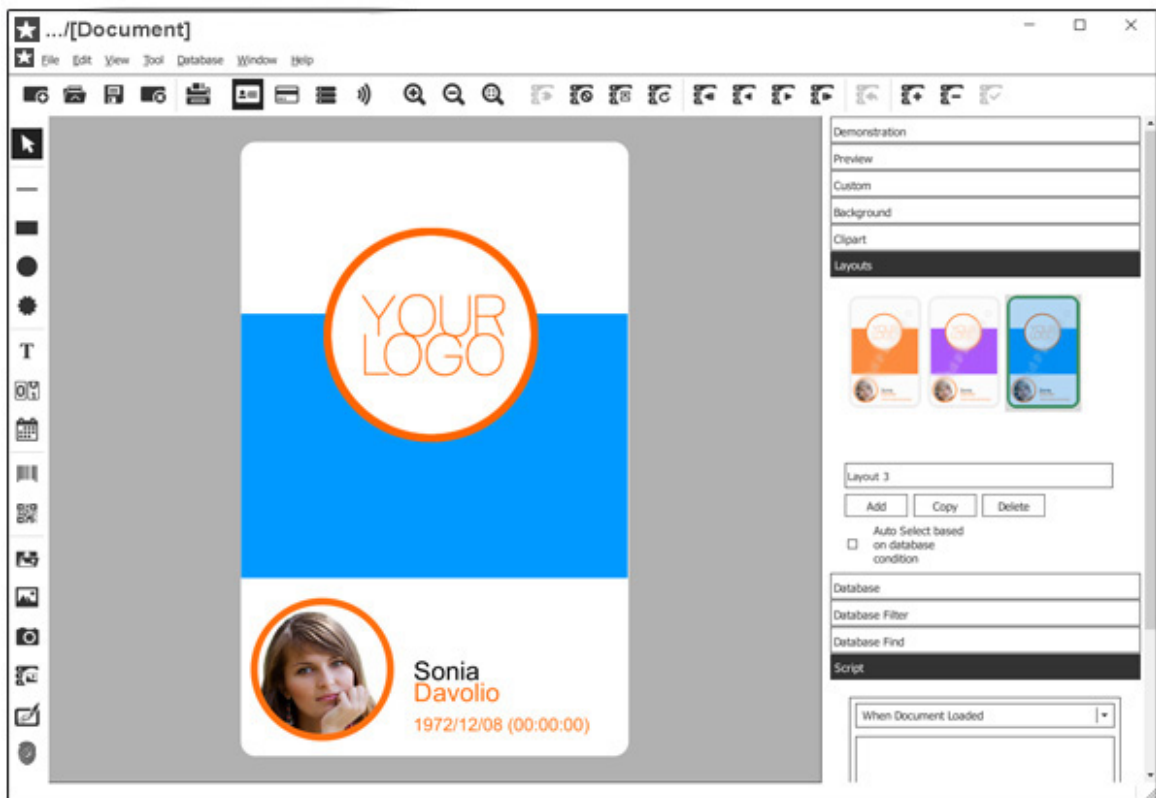 .../[Document]
File Edit View Tool Database Window Help
Demonstration
Preview
Custom
Background
Clipart
Layouts
YOUR
LOGO
T
Layout 3
Add Copy Delete
Auto Select based
on database
condition
Database
Database Filter
Database Find
Script
Sonia
Davolio
1972/12/08 (00:00:00)
When Document Loaded